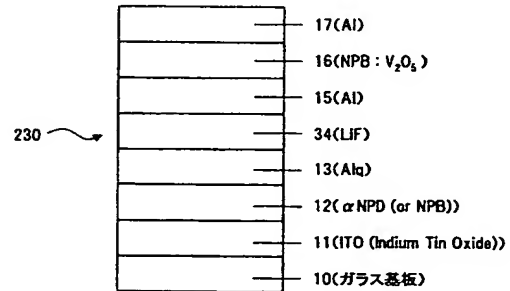 17(Al)
16(NPB : V₂O₅ )
15(Al)
230
34(LiF)
13(Alq)
12( αNPD (or NPB))
11(ITO (Indium Tin Oxide))
10(ガラス基板)